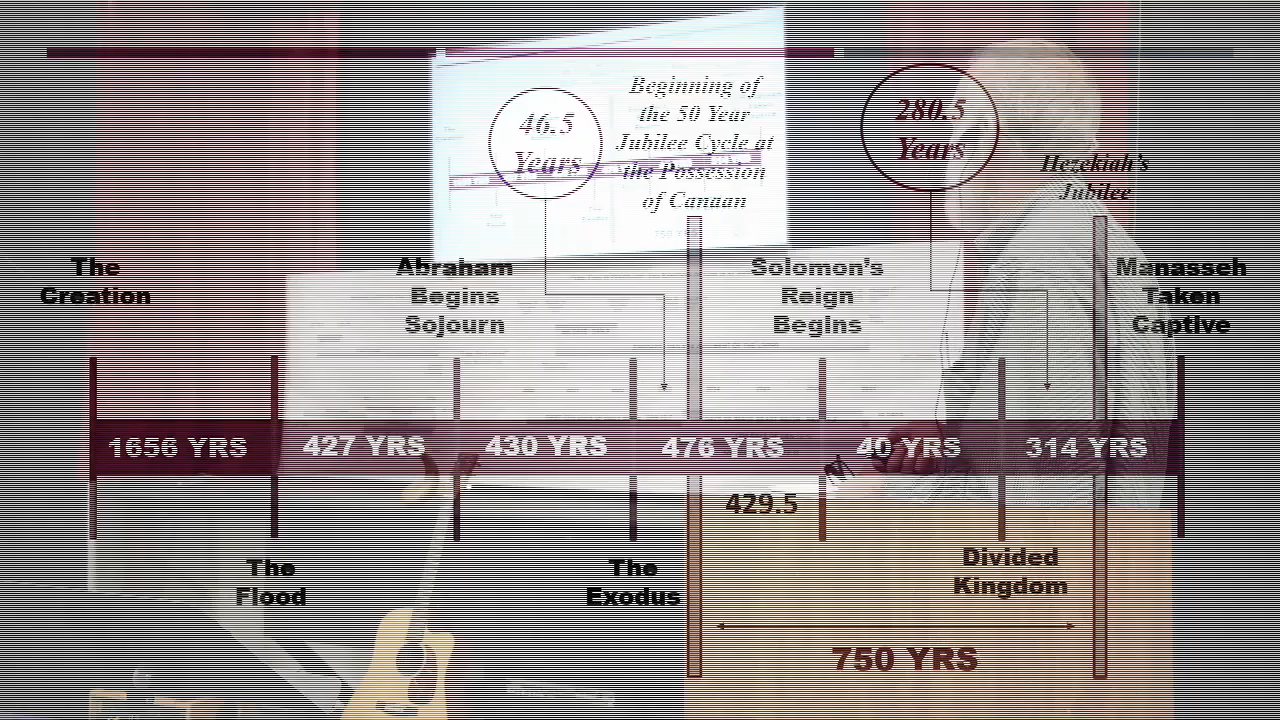 46.5
Years
Beginning of
the 50 Year
Jubilee Cycle at
the Possession
of Canaan
280.5
Years
Hezekiah's
Jubilee
The
Creation
Abraham
Begins
Sojourn
Solomon's
Reign
Begins
Manasseh
Taken
Captive
1656 YRS
427 YRS
430 YRS
476 YRS
40 YRS
314 YRS
429.5
The
Flood
The
Exodus
Divided
Kingdom
750 YRS